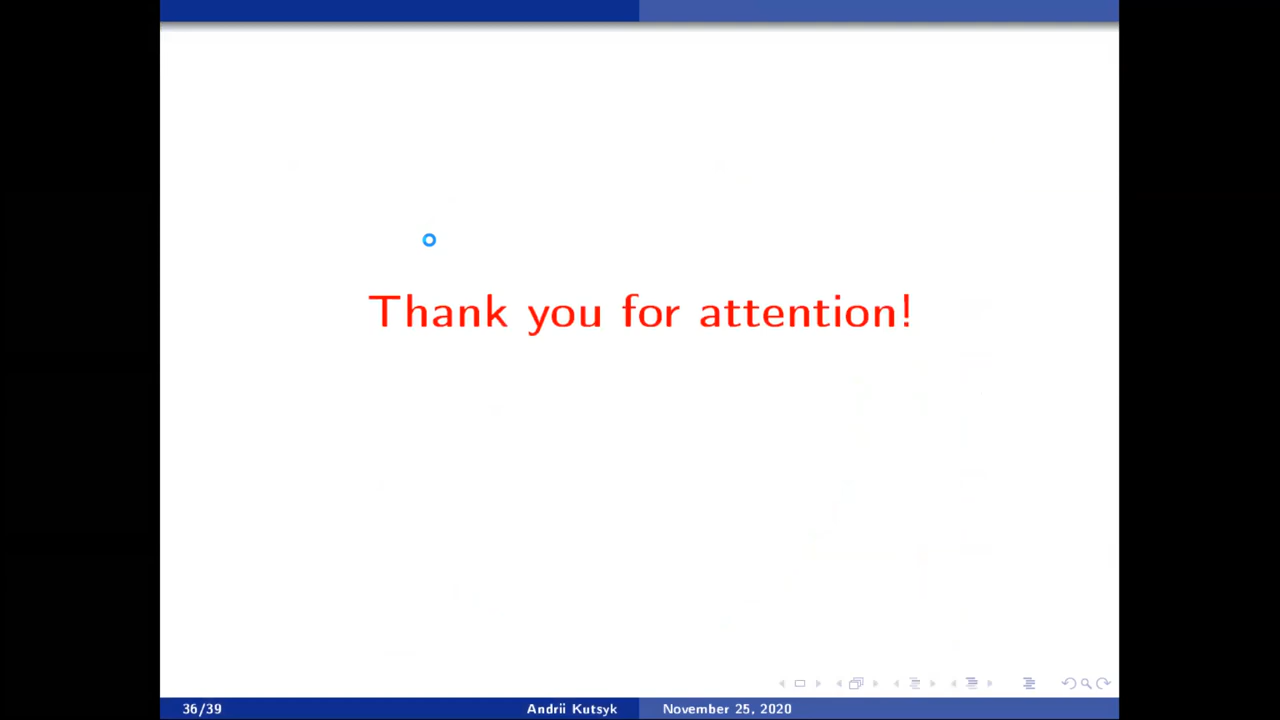 Thank you for attention!
36/39 Andrii Kutsyk November 25, 2020